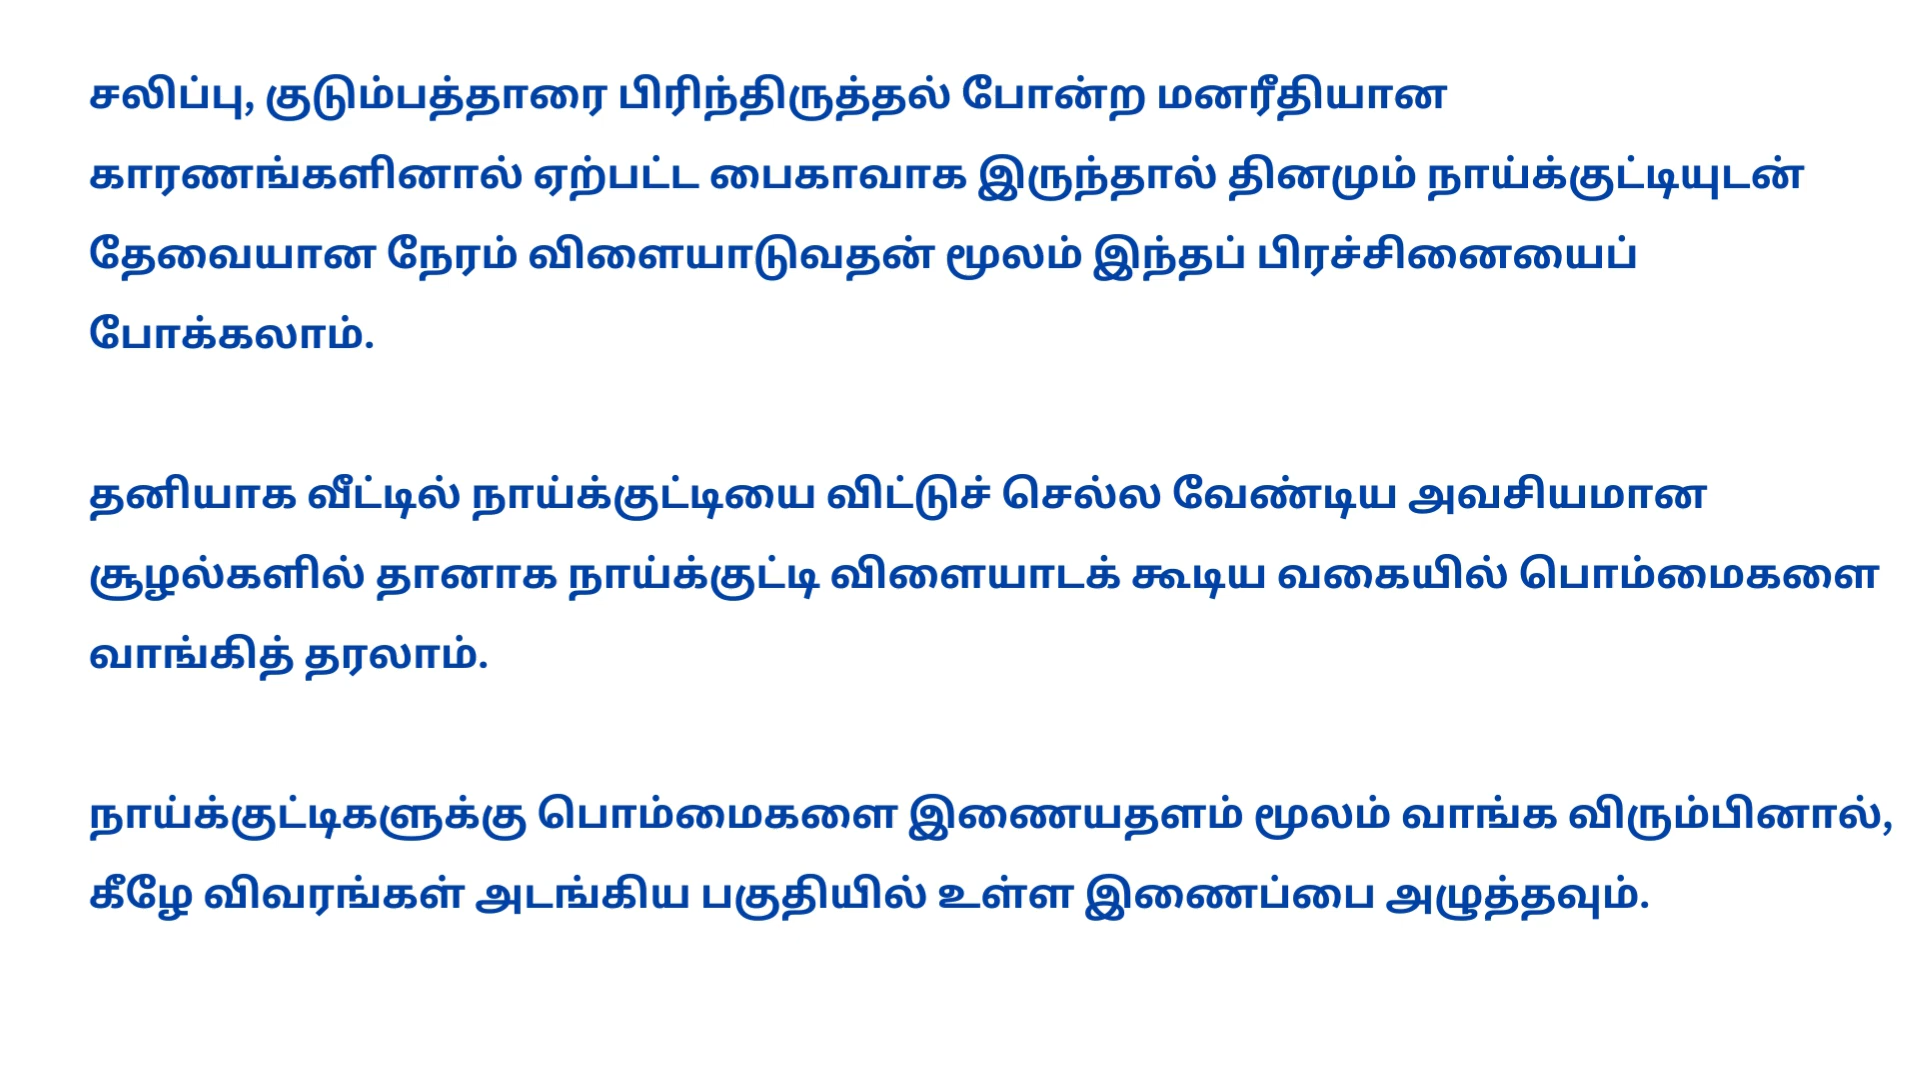 சலிப்பு, குடும்பத்தாரை பிரிந்திருத்தல் போன்ற மனரீதியான
காரணங்களினால் ஏற்பட்ட பைகாவாக இருந்தால் தினமும் நாய்க்குட்டியுடன்
தேவையான நேரம் விளையாடுவதன் மூலம் இந்தப் பிரச்சினையைப்
போக்கலாம்.
தனியாக வீட்டில் நாய்க்குட்டியை விட்டுச் செல்ல வேண்டிய அவசியமான
சூழல்களில் தானாக நாய்க்குட்டி விளையாடக் கூடிய வகையில் பொம்மைகளை
வாங்கித் தரலாம்.
நாய்க்குட்டிகளுக்கு பொம்மைகளை இணையதளம் மூலம் வாங்க விரும்பினால்,
கீழே விவரங்கள் அடங்கிய பகுதியில் உள்ள இணைப்பை அழுத்தவும்.